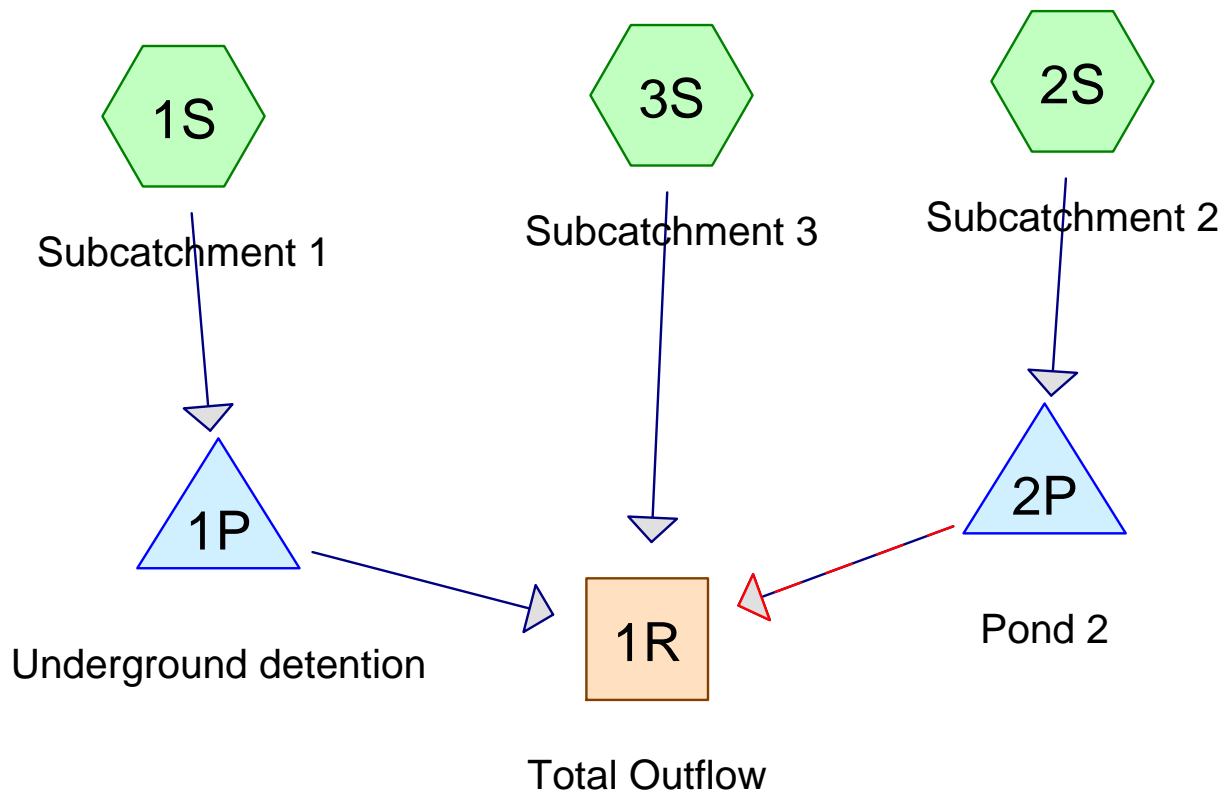 1S
3S
2S
Subcatchment 1
Subcatchment 3
Subcatchment 2
1P
2P
1R
Underground detention
Pond 2
Total Outflow